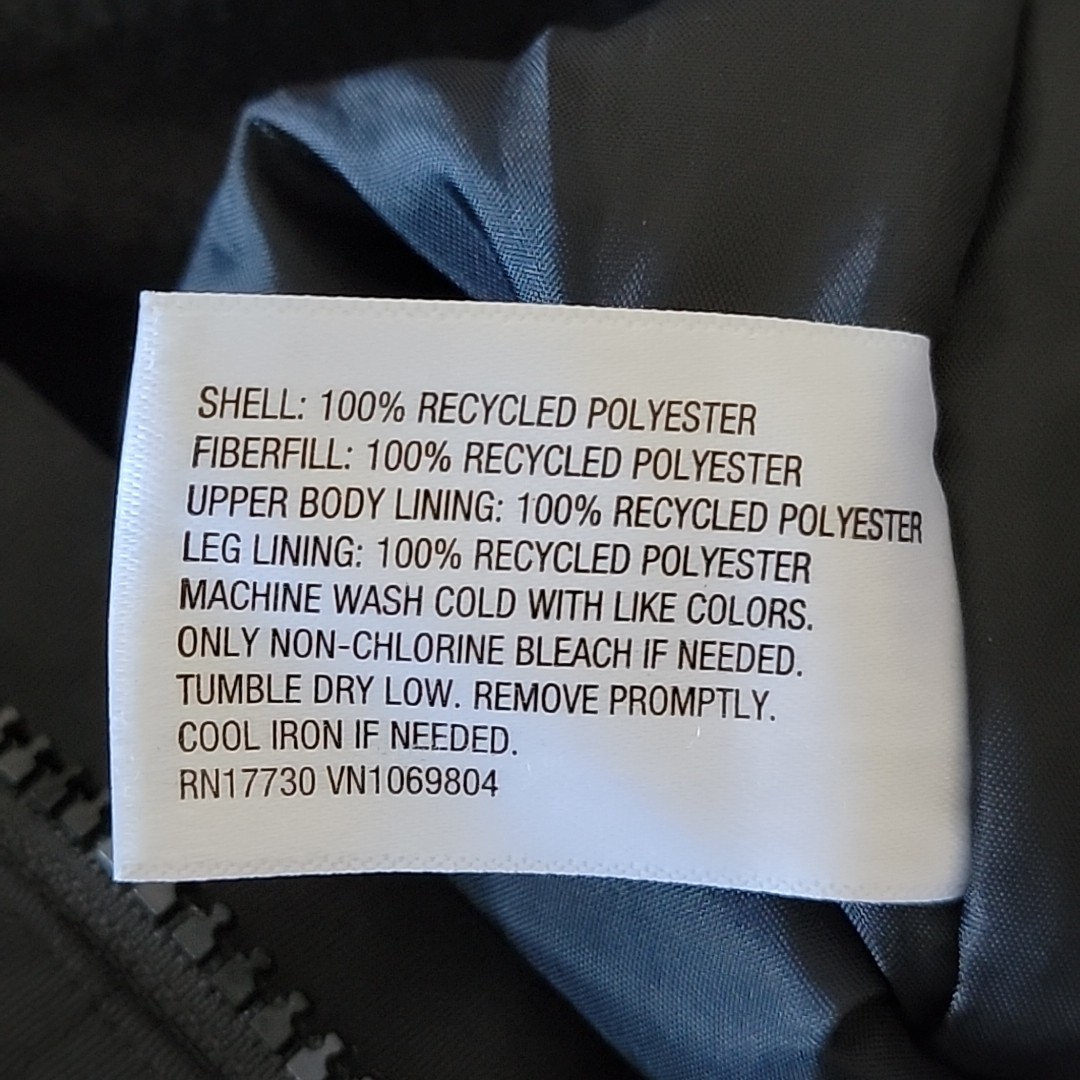 SHELL: 100% RECYCLED POLYESTER
FIBERFILL: 100% RECYCLED POLYESTER
UPPER BODY LINING: 100% RECYCLED POLYESTER
LEG LINING: 100% RECYCLED POLYESTER
MACHINE WASH COLD WITH LIKE COLORS.
ONLY NON-CHLORINE BLEACH IF NEEDED.
TUMBLE DRY LOW. REMOVE PROMPTLY.
COOL IRON IF NEEDED.
RN17730 VN1069804